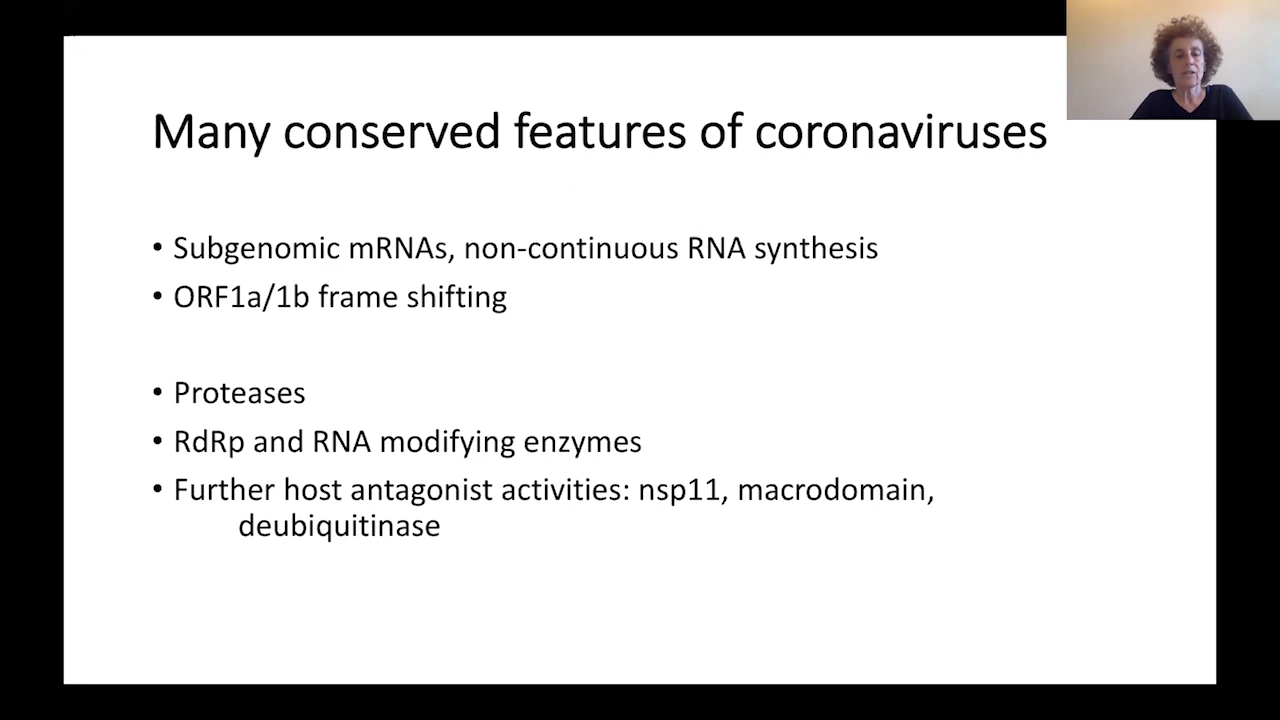 Many conserved features of coronaviruses
• Subgenomic mRNAs, non-continuous RNA synthesis
• ORF1a/1b frame shifting
• Proteases
• RdRp and RNA modifying enzymes
• Further host antagonist activities: nsp11, macrodomain,
deubiquitinase